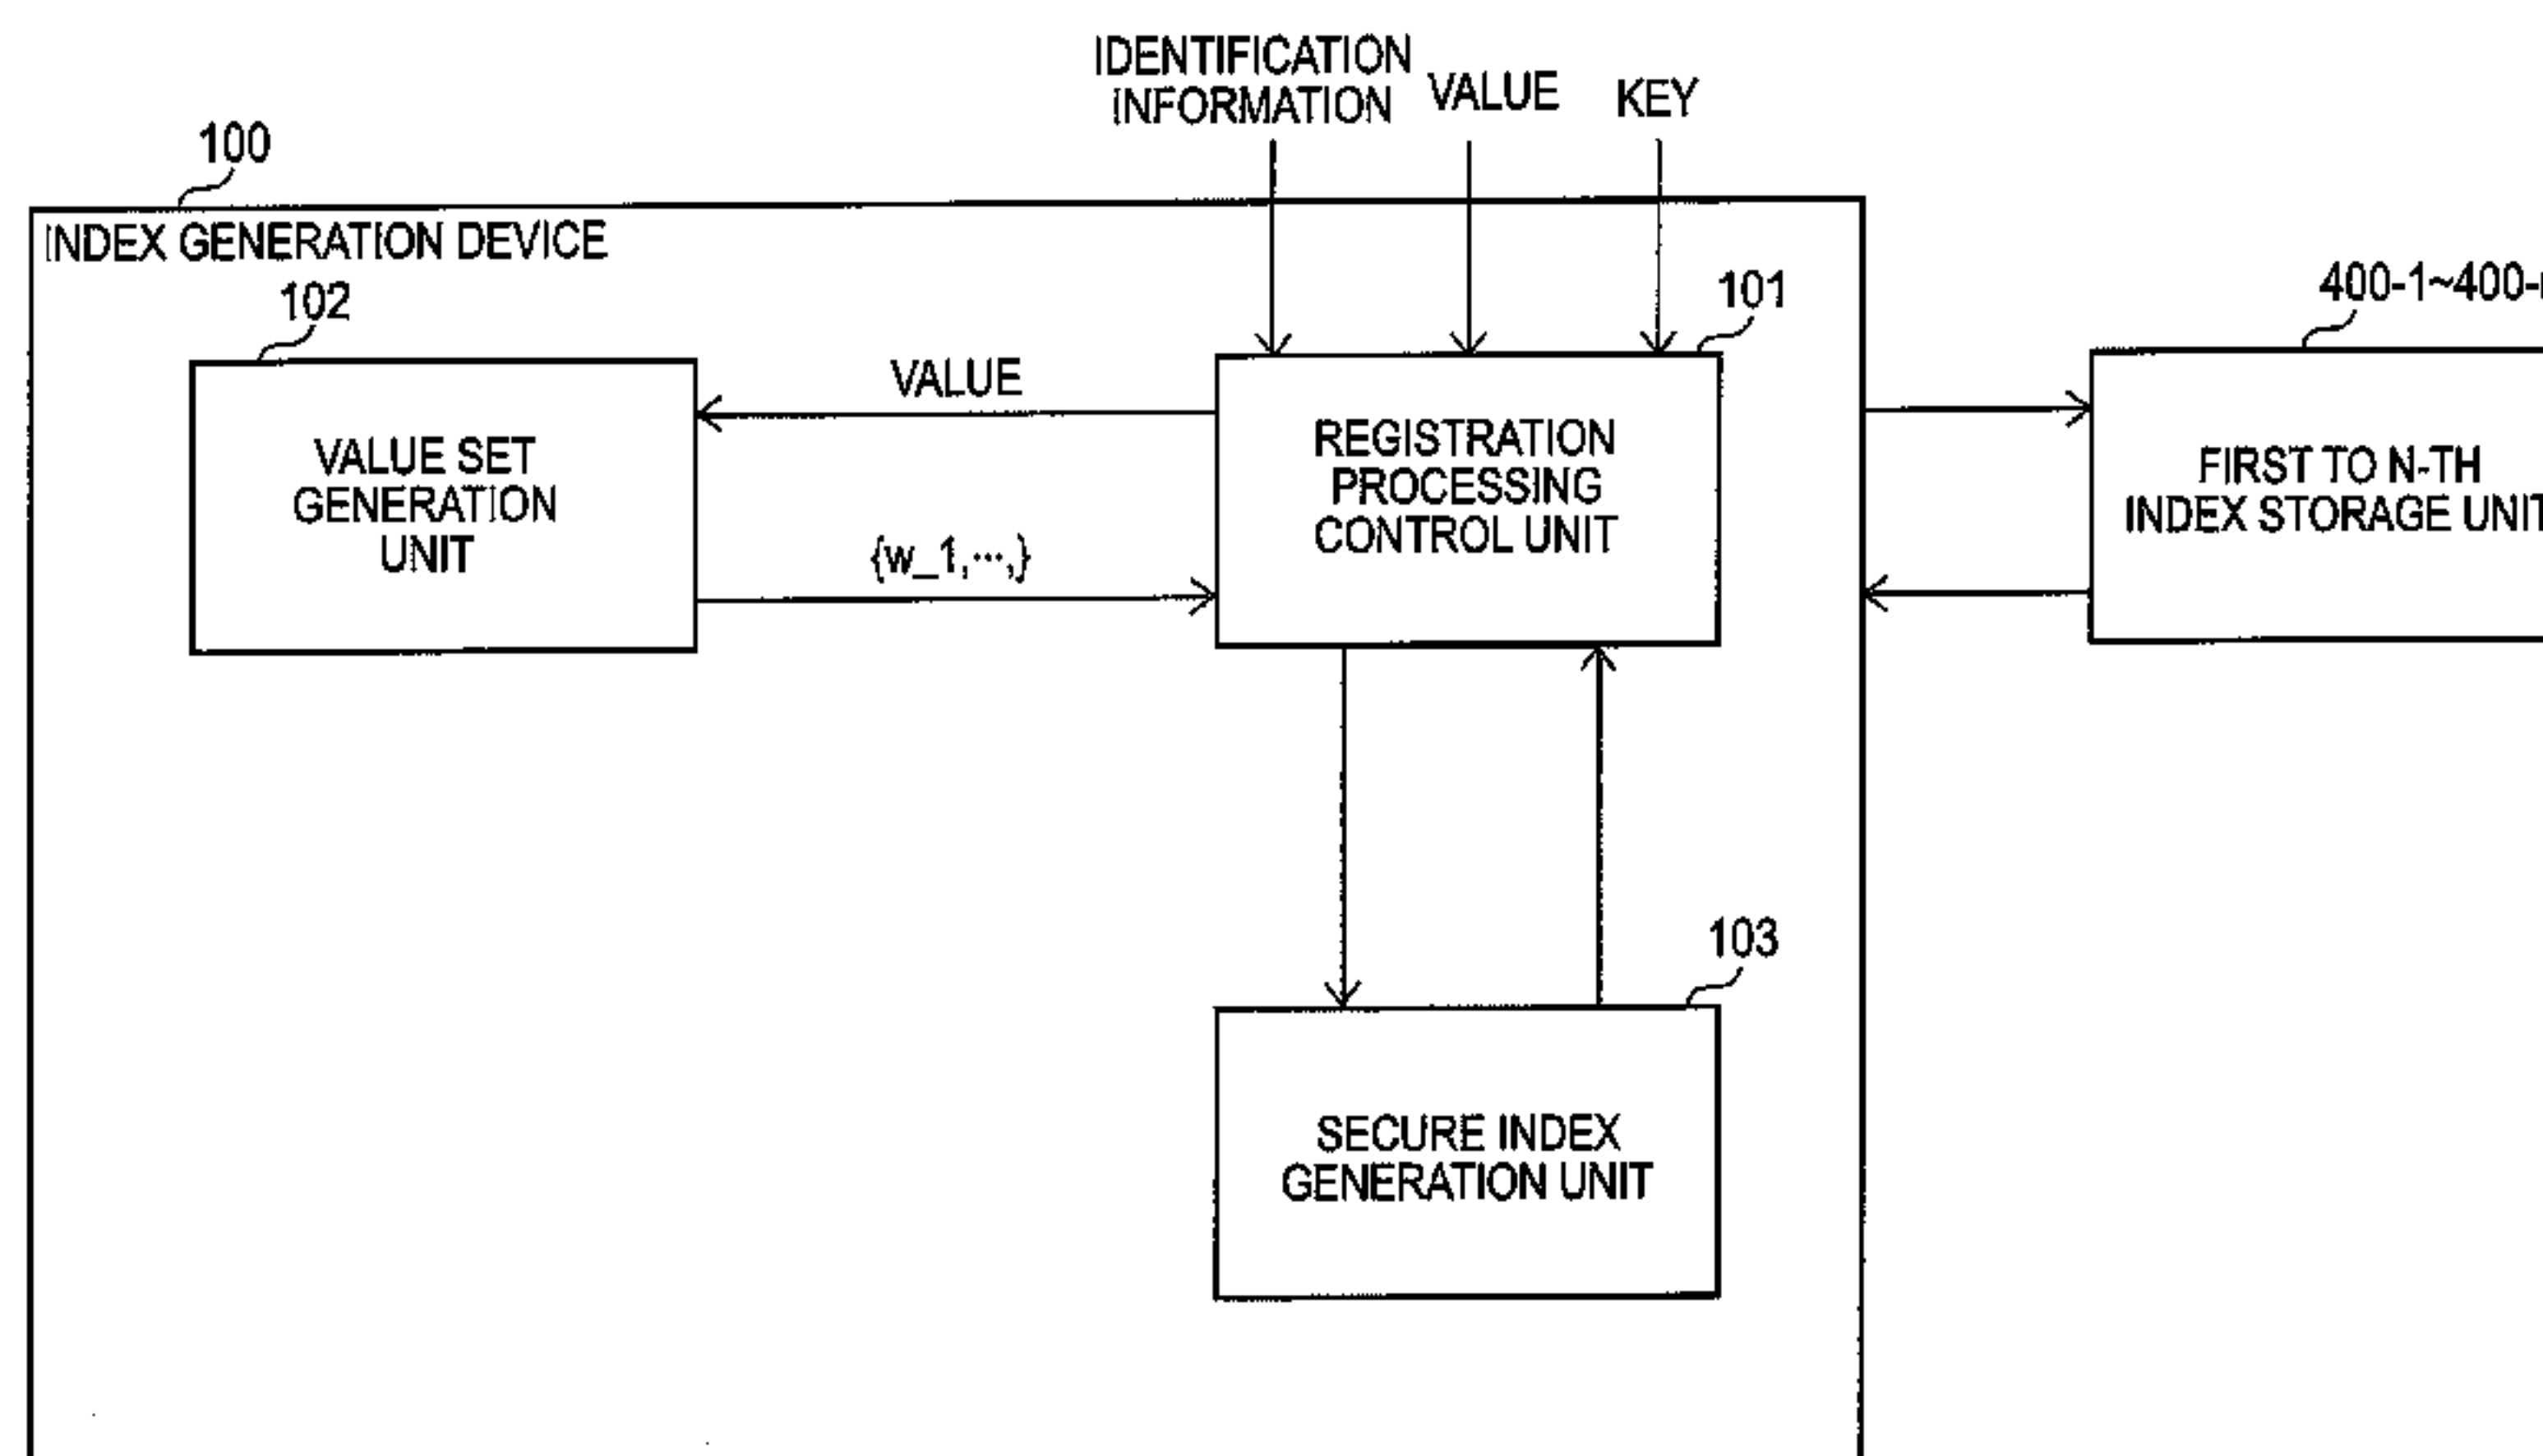 IDENTIFICATION
INFORMATION
VALUE
KEY
100
INDEX GENERATION DEVICE
102
101
400-1~400-
VALUE
VALUE SET
GENERATION
UNIT
{w_1,···,}
REGISTRATION
PROCESSING
CONTROL UNIT
FIRST TO N-TH
INDEX STORAGE UNIT
103
SECURE INDEX
GENERATION UNIT